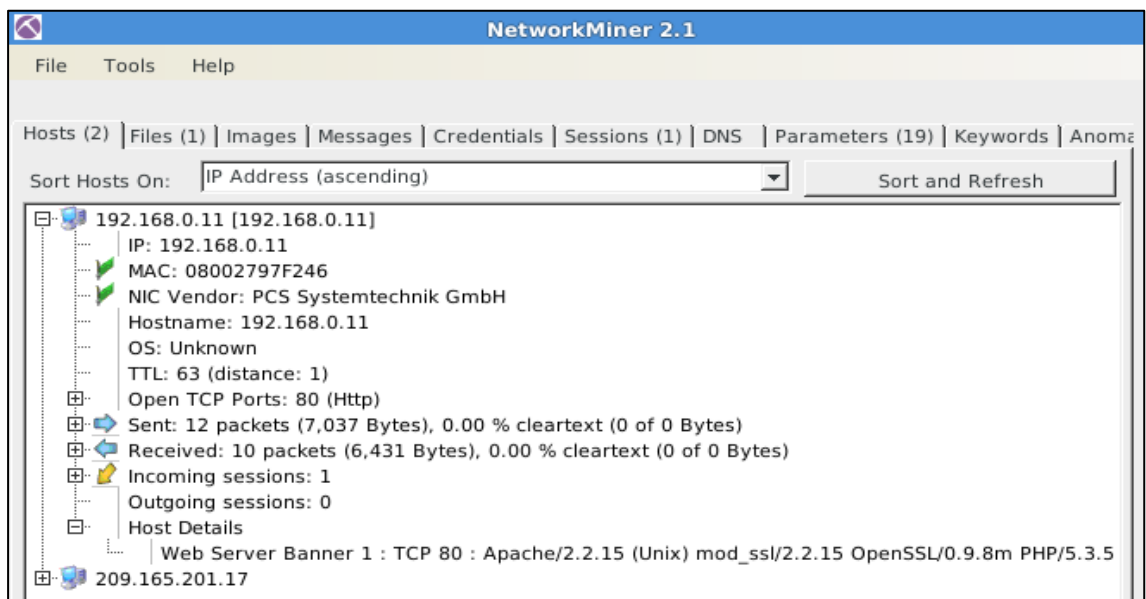 NetworkMiner 2.1
File Tools Help
Hosts (2) Files (1) Images Messages Credentials Sessions (1) DNS Parameters (19) Keywords
Sort Hosts On: IP Address (ascending) Sort and Refresh
192.168.0.11 [192.168.0.11]
IP: 192.168.0.11
MAC: 08002797F246
NIC Vendor: PCS Systemtechnik GmbH
Hostname: 192.168.0.11
OS: Unknown
TTL: 63 (distance: 1)
Open TCP Ports: 80 (Http)
Sent: 12 packets (7,037 Bytes), 0.00 % cleartext (0 of 0 Bytes)
Received: 10 packets (6,431 Bytes), 0.00 % cleartext (0 of 0 Bytes)
Incoming sessions: 1
Outgoing sessions: 0
Host Details
Web Server Banner 1 : TCP 80 : Apache/2.2.15 (Unix) mod_ssl/2.2.15 OpenSSL/0.9.8m PHP/5.3.5
209.165.201.17